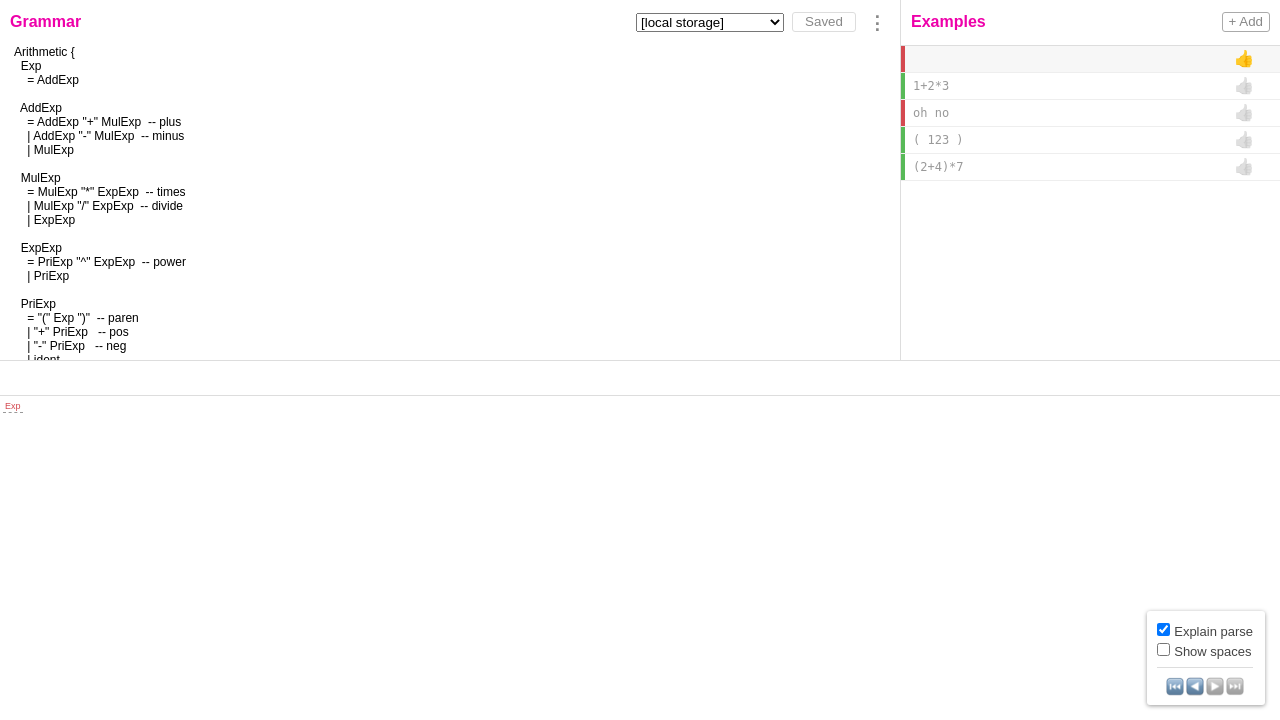 Grammar
[local storage]
Saved
Examples
+ Add
Arithmetic {
Exp
= AddExp
AddExp
= AddExp "+" MulExp -- plus
| AddExp "-" MulExp -- minus
| MulExp
MulExp
= MulExp "*" ExpExp -- times
| MulExp "/" ExpExp -- divide
| ExpExp
ExpExp
= PriExp "^" ExpExp -- power
| PriExp
PriExp
= "(" Exp ")" -- paren
| "+" PriExp -- pos
| "-" PriExp -- neg
| ident
1+2*3
oh no
( 123 )
(2+4)*7
Exp
Explain parse
Show spaces